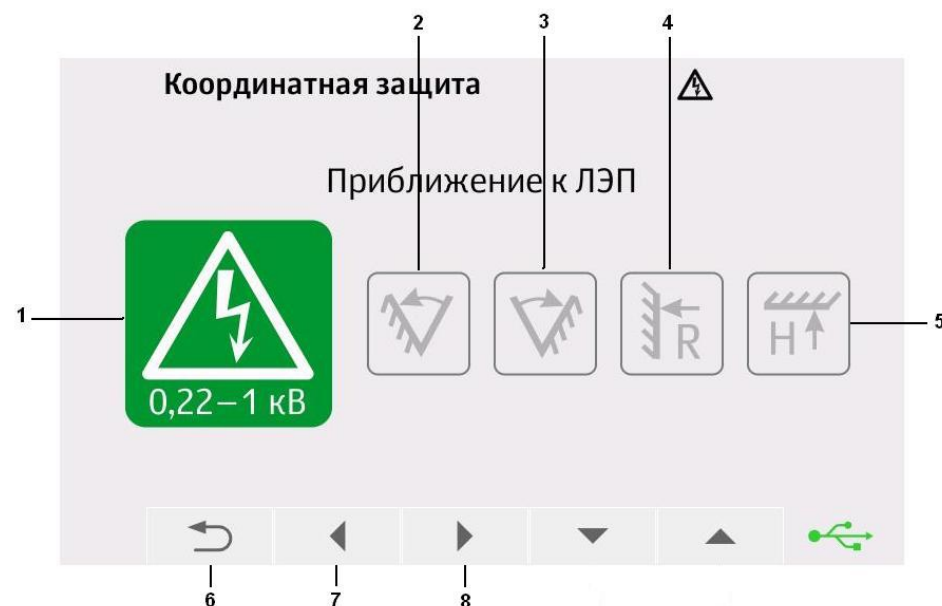 2 3 4
Координатная защита
Приближение к ЛЭП
1
0,22–1 кВ
R
H
5
6 7 8